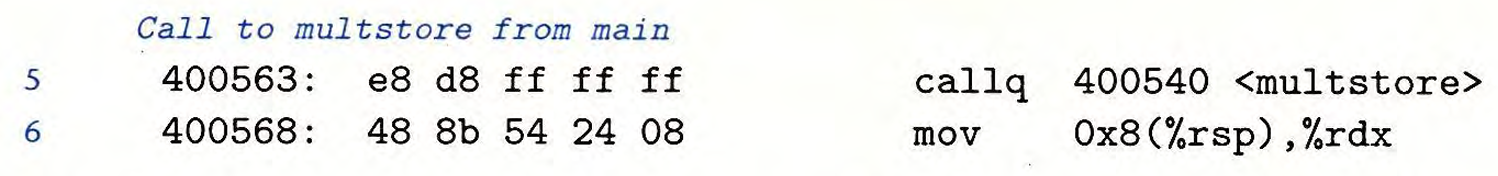 Call to multstore from main
5 400563: e8 d8 ff ff ff callq 400540 <multstore>
6 400568: 48 8b 54 24 08 mov 0x8(%rsp),%rdx